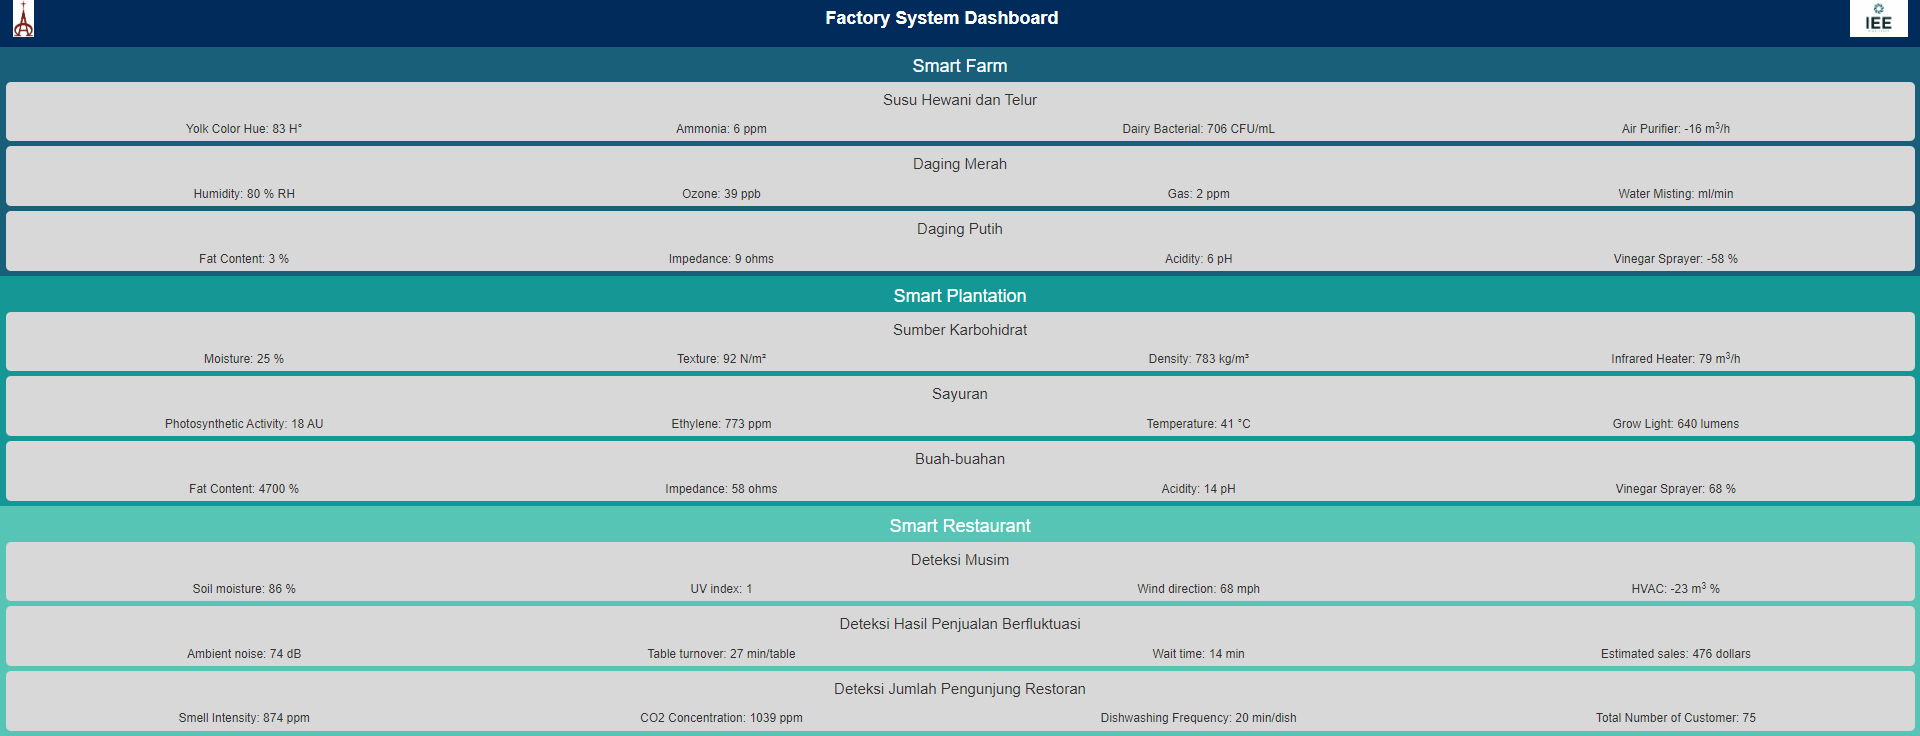 Factory System Dashboard
IEE
Smart Farm
Susu Hewani dan Telur
Yolk Color Hue: 83 H° Ammonia: 6 ppm Dairy Bacterial: 706 CFU/mL Air Purifier: -16 m³/h
Daging Merah
Humidity: 80 % RH Ozone: 39 ppb Gas: 2 ppm Water Misting: ml/min
Daging Putih
Fat Content: 3 % Impedance: 9 ohms Acidity: 6 pH Vinegar Sprayer: -58 %
Smart Plantation
Sumber Karbohidrat
Moisture: 25 % Texture: 92 N/m² Density: 783 kg/m³ Infrared Heater: 79 m³/h
Sayuran
Photosynthetic Activity: 18 AU Ethylene: 773 ppm Temperature: 41 °C Grow Light: 640 lumens
Buah-buahan
Fat Content: 4700 % Impedance: 58 ohms Acidity: 14 pH Vinegar Sprayer: 68 %
Smart Restaurant
Deteksi Musim
Soil moisture: 86 % UV index: 1 Wind direction: 68 mph HVAC: -23 m³ %
Deteksi Hasil Penjualan Berfluktuasi
Ambient noise: 74 dB Table turnover: 27 min/table Wait time: 14 min Estimated sales: 476 dollars
Deteksi Jumlah Pengunjung Restoran
Smell Intensity: 874 ppm CO2 Concentration: 1039 ppm Dishwashing Frequency: 20 min/dish Total Number of Customer: 75